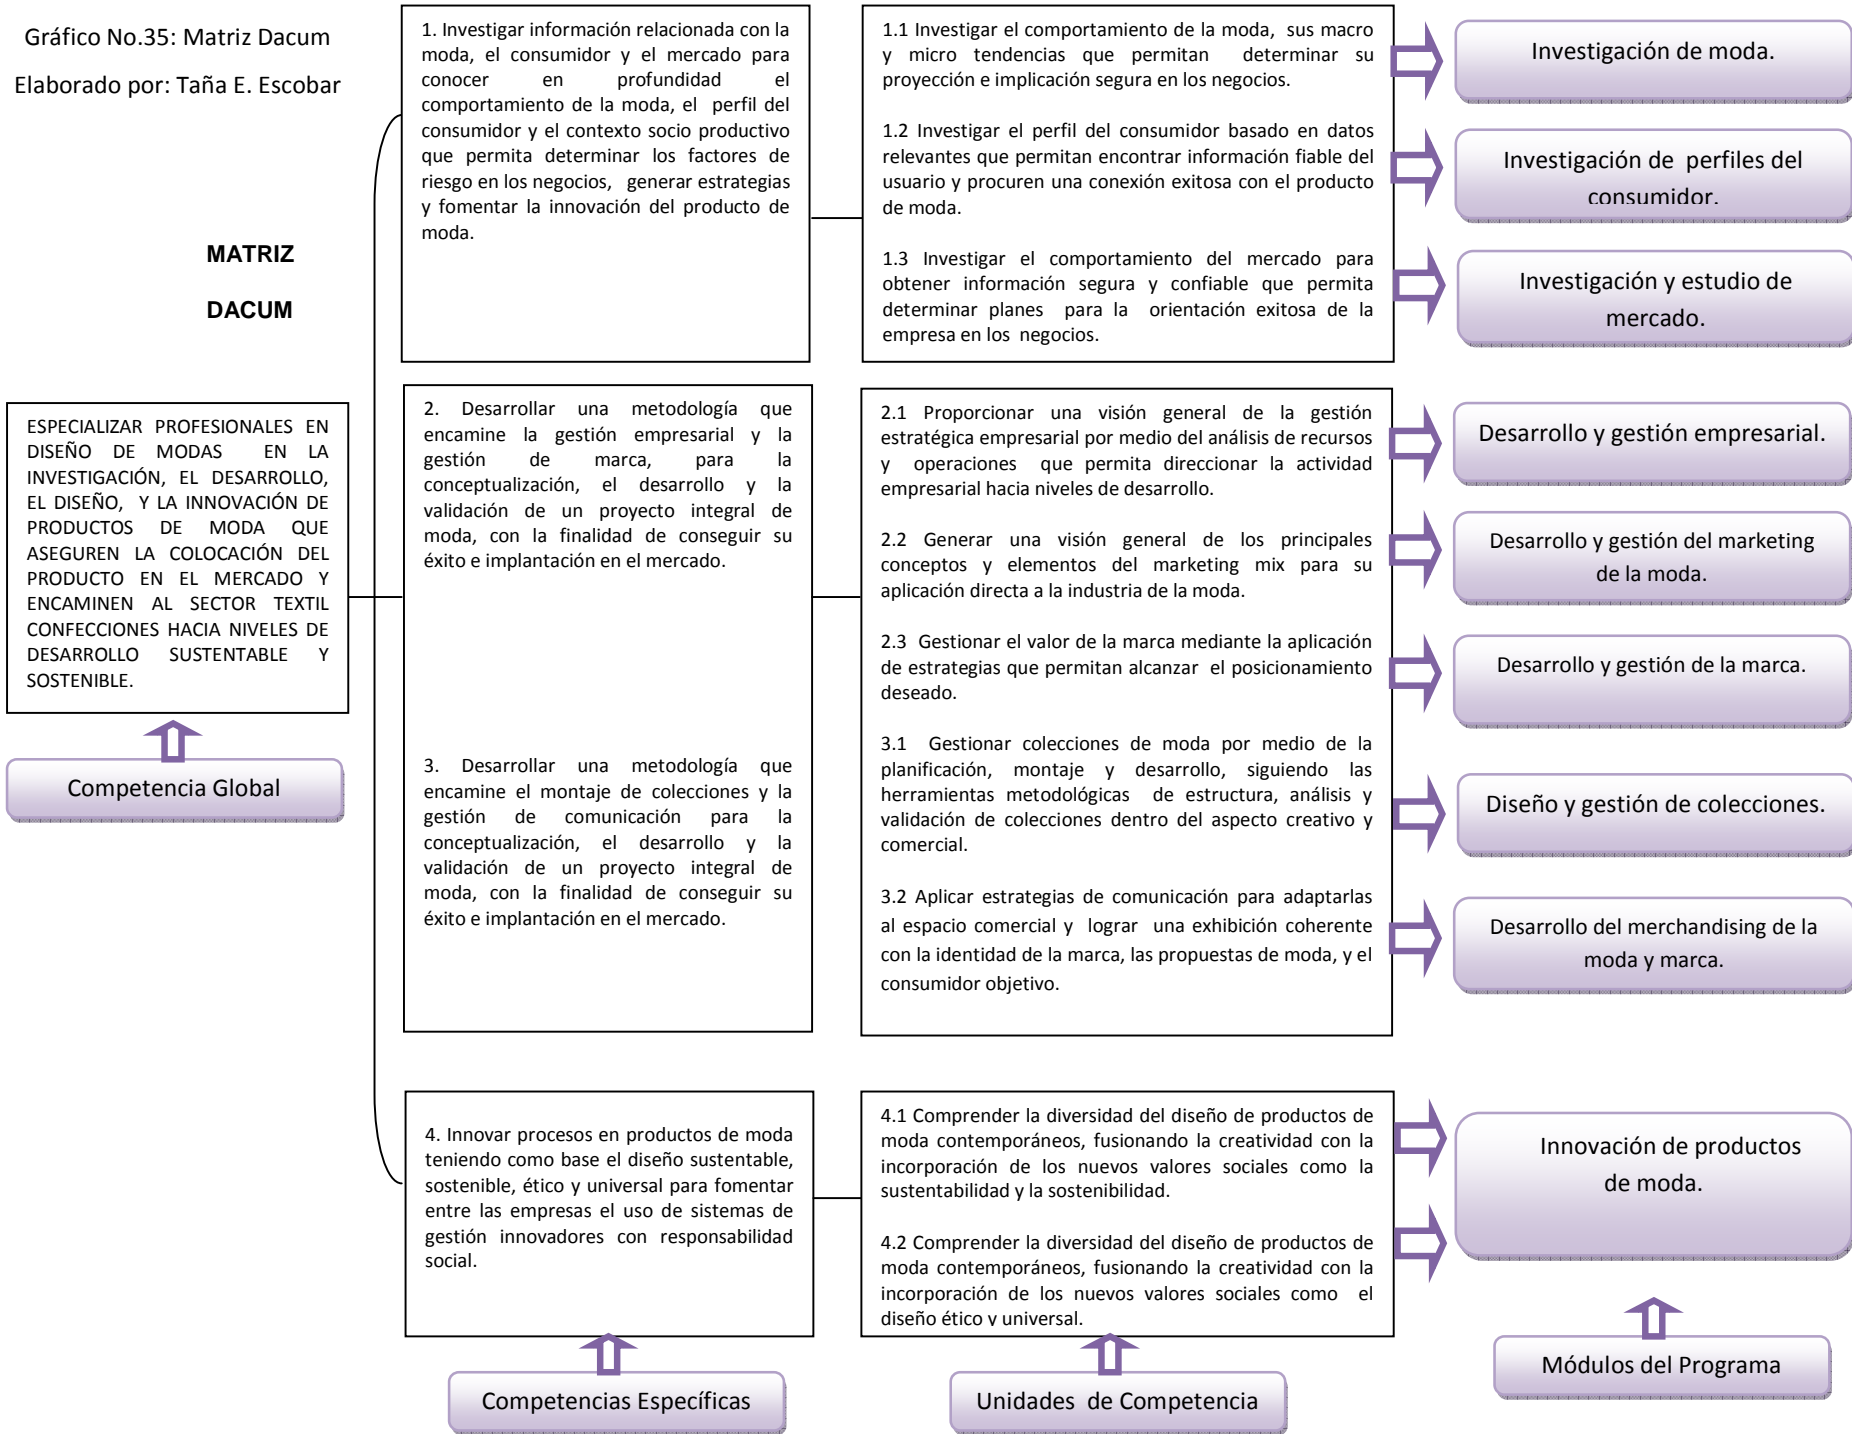 Gráfico No.35: Matriz Dacum
Elaborado por: Taña E. Escobar
MATRIZ
DACUM
ESPECIALIZAR PROFESIONALES EN
DISEÑO DE MODAS EN LA
INVESTIGACIÓN, EL DESARROLLO,
EL DISEÑO, Y LA INNOVACIÓN DE
PRODUCTOS DE MODA QUE
ASEGUREN LA COLOCACIÓN DEL
PRODUCTO EN EL MERCADO Y
ENCAMINEN AL SECTOR TEXTIL
CONFECCIONES HACIA NIVELES DE
DESARROLLO SUSTENTABLE Y
SOSTENIBLE.
Competencia Global
1. Investigar información relacionada con la
moda, el consumidor y el mercado para
conocer en profundidad el
comportamiento de la moda, el perfil del
consumidor y el contexto socio productivo
que permita determinar los factores de
riesgo en los negocios, generar estrategias
y fomentar la innovación del producto de
moda.
2. Desarrollar una metodología que
encamine la gestión empresarial y la
gestión de marca, para la
conceptualización, el desarrollo y la
validación de un proyecto integral de
moda, con la finalidad de conseguir su
éxito e implantación en el mercado.
3. Desarrollar una metodología que
encamine el montaje de colecciones y la
gestión de comunicación para la
conceptualización, el desarrollo y la
validación de un proyecto integral de
moda, con la finalidad de conseguir su
éxito e implantación en el mercado.
4. Innovar procesos en productos de moda
teniendo como base el diseño sustentable,
sostenible, ético y universal para fomentar
entre las empresas el uso de sistemas de
gestión innovadores con responsabilidad
social.
Competencias Específicas
1.1 Investigar el comportamiento de la moda, sus macro
y micro tendencias que permitan determinar su
proyección e implicación segura en los negocios.
1.2 Investigar el perfil del consumidor basado en datos
relevantes que permitan encontrar información fiable del
usuario y procuren una conexión exitosa con el producto
de moda.
1.3 Investigar el comportamiento del mercado para
obtener información segura y confiable que permita
determinar planes para la orientación exitosa de la
empresa en los negocios.
2.1 Proporcionar una visión general de la gestión
estratégica empresarial por medio del análisis de recursos
y operaciones que permita direccionar la actividad
empresarial hacia niveles de desarrollo.
2.2 Generar una visión general de los principales
conceptos y elementos del marketing mix para su
aplicación directa a la industria de la moda.
2.3 Gestionar el valor de la marca mediante la aplicación
de estrategias que permitan alcanzar el posicionamiento
deseado.
3.1 Gestionar colecciones de moda por medio de la
planificación, montaje y desarrollo, siguiendo las
herramientas metodológicas de estructura, análisis y
validación de colecciones dentro del aspecto creativo y
comercial.
3.2 Aplicar estrategias de comunicación para adaptarlas
al espacio comercial y lograr una exhibición coherente
con la identidad de la marca, las propuestas de moda, y el
consumidor objetivo.
4.1 Comprender la diversidad del diseño de productos de
moda contemporáneos, fusionando la creatividad con la
incorporación de los nuevos valores sociales como la
sustentabilidad y la sostenibilidad.
4.2 Comprender la diversidad del diseño de productos de
moda contemporáneos, fusionando la creatividad con la
incorporación de los nuevos valores sociales como el
diseño ético y universal.
Unidades de Competencia
Investigación de moda.
Investigación de perfiles del
consumidor.
Investigación y estudio de
mercado.
Desarrollo y gestión empresarial.
Desarrollo y gestión del marketing
de la moda.
Desarrollo y gestión de la marca.
Diseño y gestión de colecciones.
Desarrollo del merchandising de la
moda y marca.
Innovación de productos
de moda.
Módulos del Programa